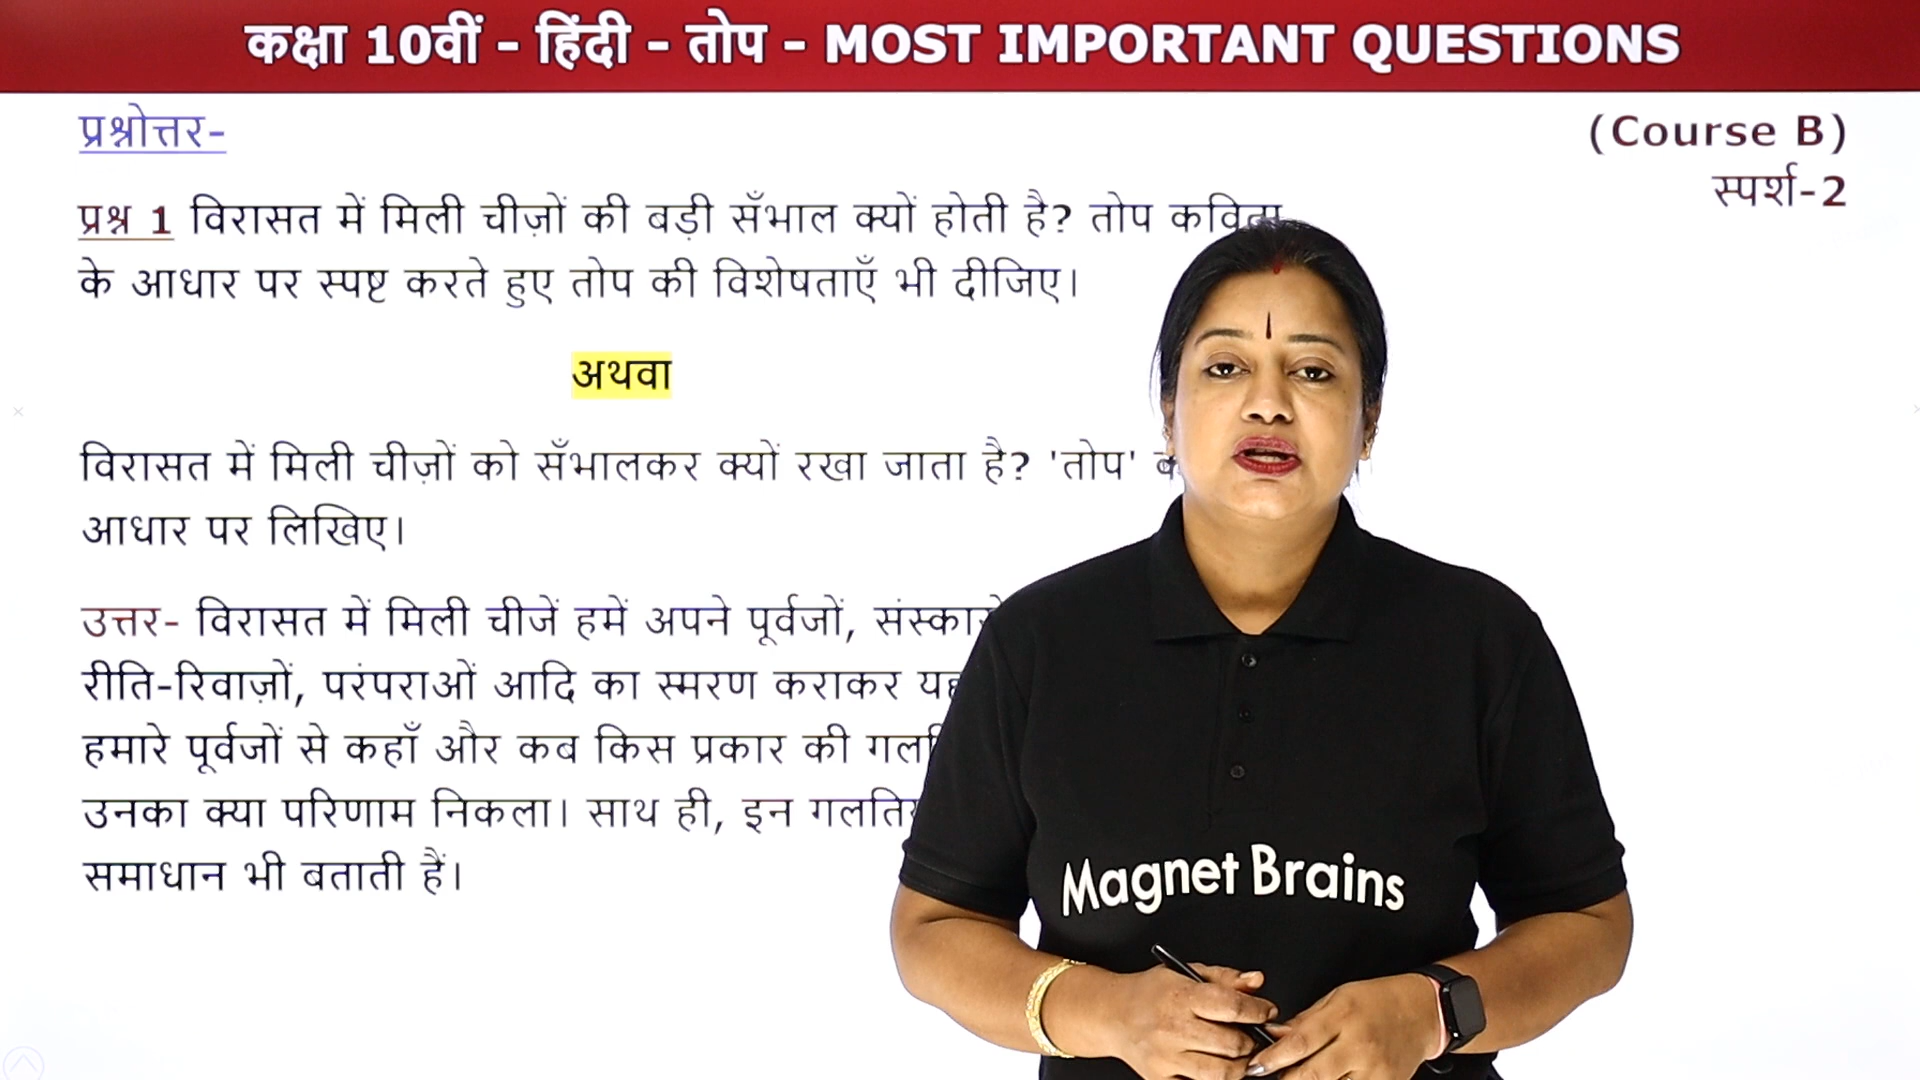 कक्षा 10वीं - हिंदी - तोप - MOST IMPORTANT QUESTIONS
प्रश्नोत्तर-
(Course B)
स्पर्श-2
प्रश्न 1 विरासत में मिली चीज़ों की बड़ी सँभाल क्यों होती है? तोप कविता
के आधार पर स्पष्ट करते हुए तोप की विशेषताएँ भी दीजिए।
अथवा
विरासत में मिली चीज़ों को सँभालकर क्यों रखा जाता है? 'तोप'
आधार पर लिखिए।
उत्तर- विरासत में मिली चीजें हमें अपने पूर्वजों,
रीति-रिवाज़ों, परंपराओं आदि का स्मरण कराकर
हमारे पूर्वजों से कहाँ और कब किस प्रकार की
उनका क्या परिणाम निकला। साथ ही, इन
समाधान भी बताती हैं।
Magnet Brains